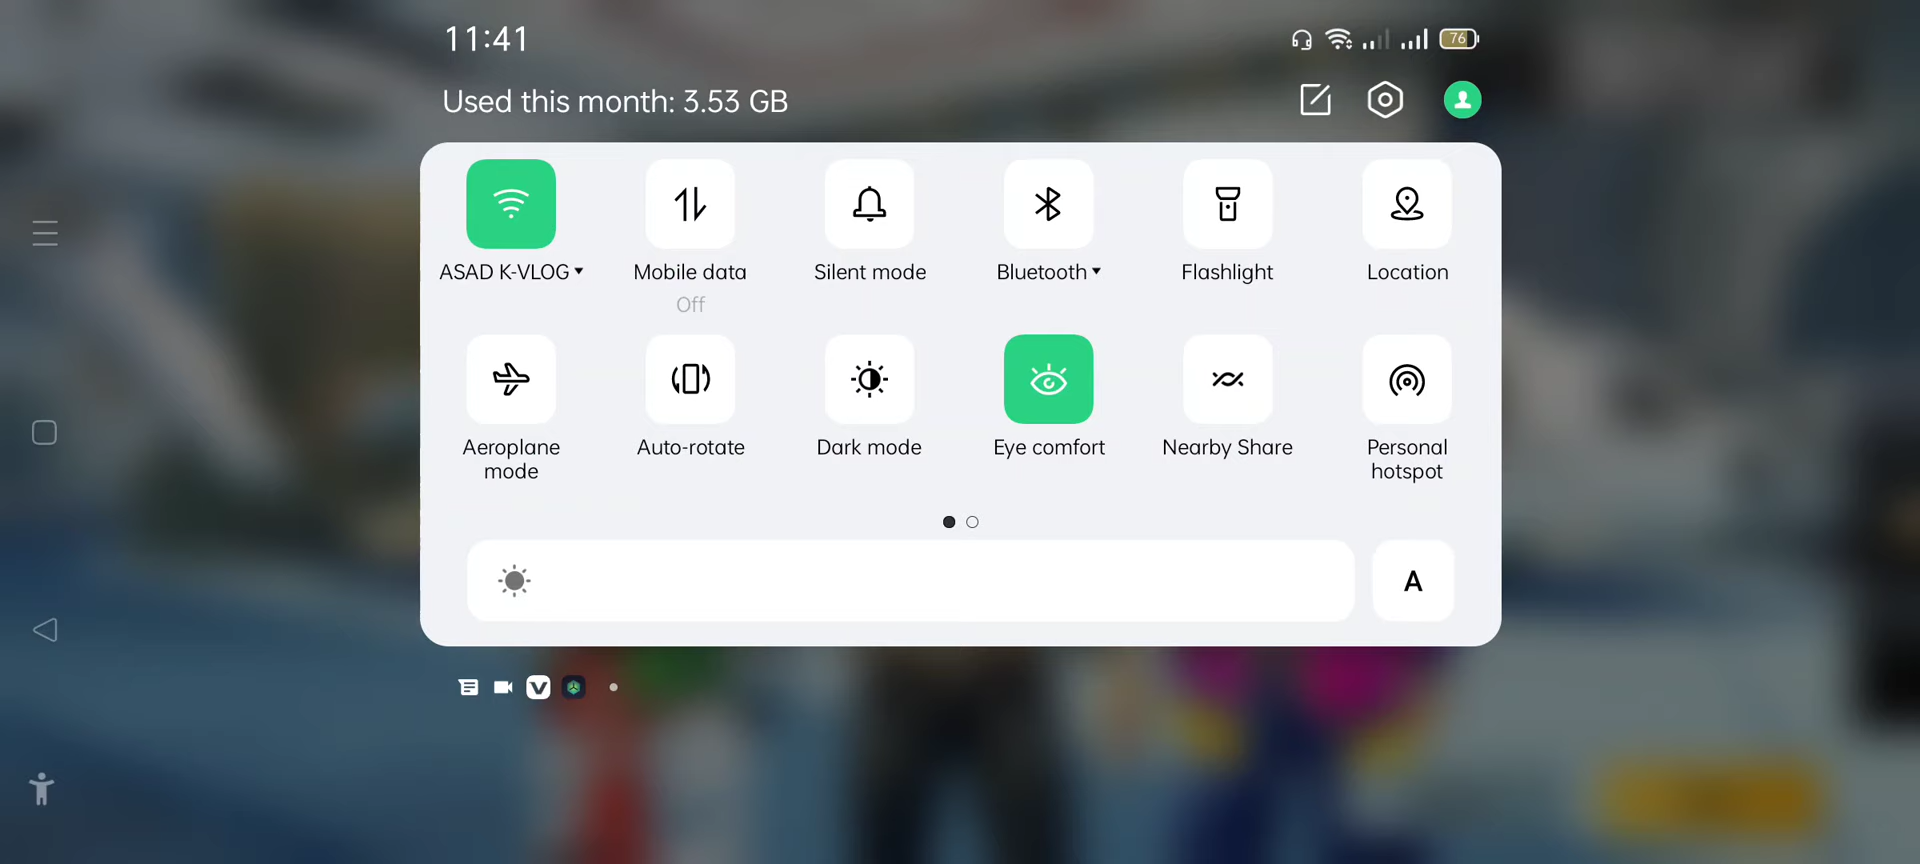 11:41
76
Used this month: 3.53 GB
ASAD K-VLOG
Mobile data
Off
Silent mode
Bluetooth
Flashlight
Location
Aeroplane
mode
Auto-rotate
Dark mode
Eye comfort
Nearby Share
Personal
hotspot
A